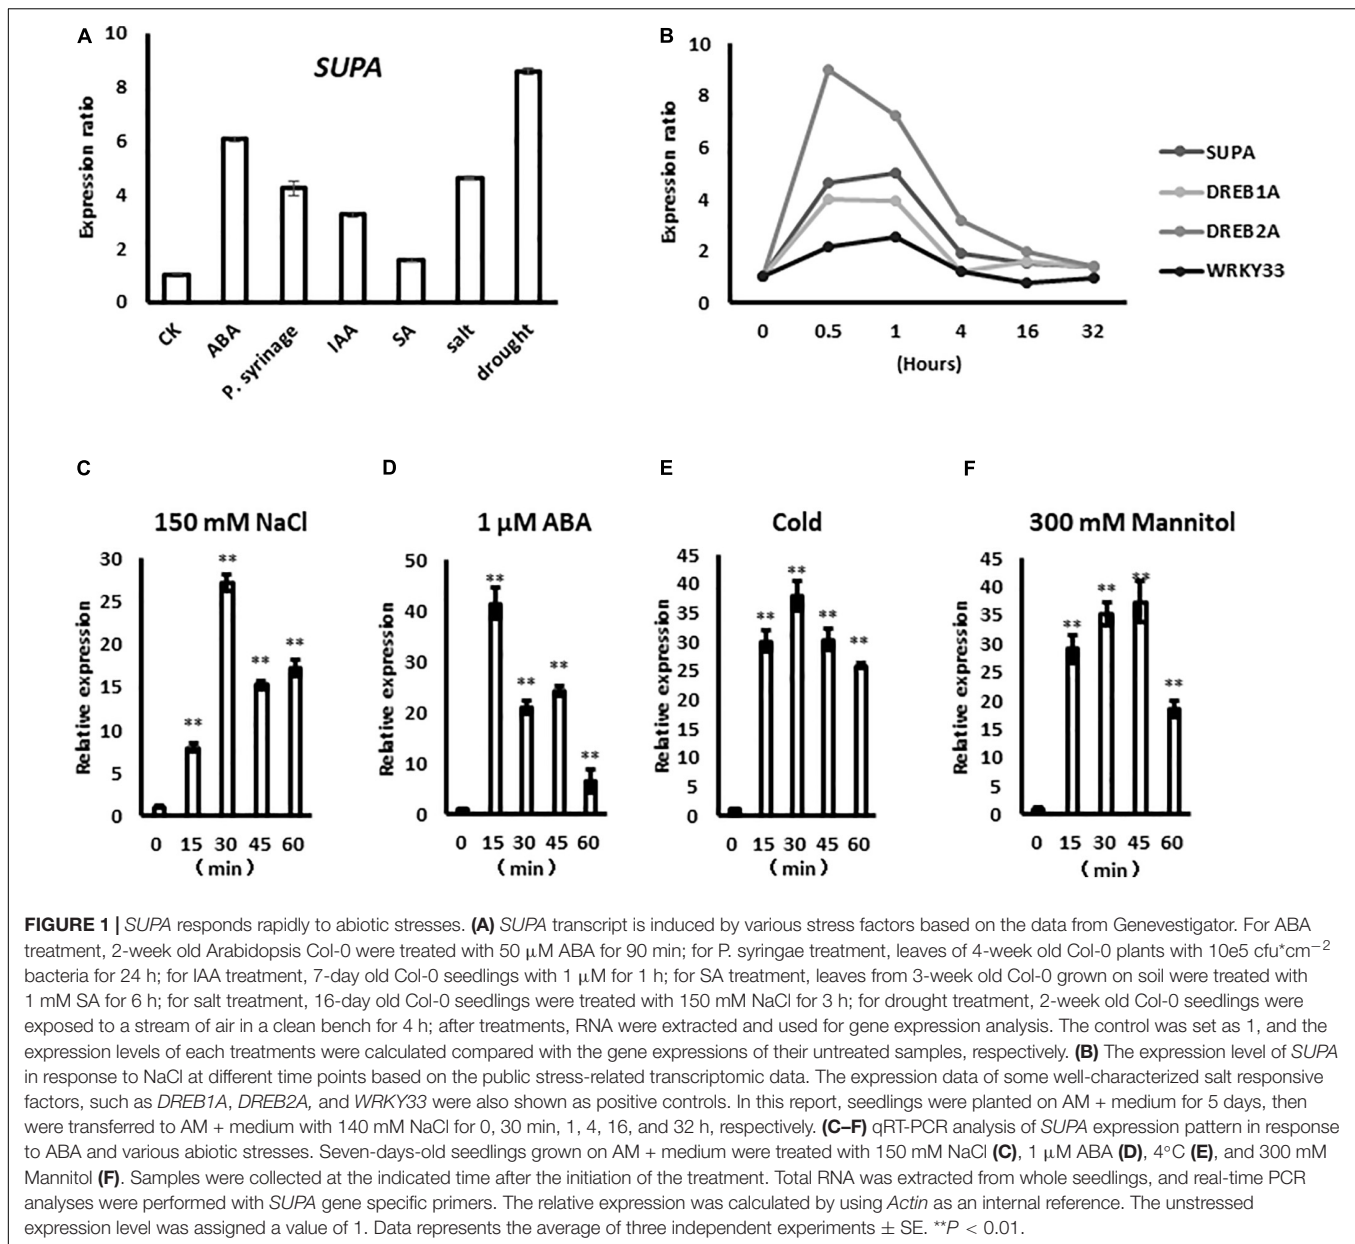 A
SUPA
Expression ratio
10
8
6
4
2
0
CK
ABA
P. syrinage
IAA
SA
salt
drought
B
Expression ratio
10
8
6
4
2
0
0 0.5 1 4 16 32
(Hours)
SUPA
DREB1A
DREB2A
WRKY33
C
150 mM NaCl
Relative expression
30
25
20
15
10
5
0
**
**
**
**
0 15 30 45 60
(min)
D
1 μM ABA
Relative expression
50
40
30
20
10
0
**
**
**
**
0 15 30 45 60
(min)
E
Cold
Relative expression
45
40
35
30
25
20
15
10
5
0
**
**
**
**
0 15 30 45 60
(min)
F
300 mM Mannitol
Relative expression
45
40
35
30
25
20
15
10
5
0
**
**
**
**
0 15 30 45 60
(min)
FIGURE 1 | SUPA responds rapidly to abiotic stresses. (A) SUPA transcript is induced by various stress factors based on the data from Genevestigator. For ABA
treatment, 2-week old Arabidopsis Col-0 were treated with 50 μM ABA for 90 min; for P. syringae treatment, leaves of 4-week old Col-0 plants with 10e5 cfu*cm−2
bacteria for 24 h; for IAA treatment, 7-day old Col-0 seedlings with 1 μM for 1 h; for SA treatment, leaves from 3-week old Col-0 grown on soil were treated with
1 mM SA for 6 h; for salt treatment, 16-day old Col-0 seedlings were treated with 150 mM NaCl for 3 h; for drought treatment, 2-week old Col-0 seedlings were
exposed to a stream of air in a clean bench for 4 h; after treatments, RNA were extracted and used for gene expression analysis. The control was set as 1, and the
expression levels of each treatments were calculated compared with the gene expressions of their untreated samples, respectively. (B) The expression level of SUPA
in response to NaCl at different time points based on the public stress-related transcriptomic data. The expression data of some well-characterized salt responsive
factors, such as DREB1A, DREB2A, and WRKY33 were also shown as positive controls. In this report, seedlings were planted on AM + medium for 5 days, then
were transferred to AM + medium with 140 mM NaCl for 0, 30 min, 1, 4, 16, and 32 h, respectively. (C–F) qRT-PCR analysis of SUPA expression pattern in response
to ABA and various abiotic stresses. Seven-days-old seedlings grown on AM + medium were treated with 150 mM NaCl (C), 1 μM ABA (D), 4°C (E), and 300 mM
Mannitol (F). Samples were collected at the indicated time after the initiation of the treatment. Total RNA was extracted from whole seedlings, and real-time PCR
analyses were performed with SUPA gene specific primers. The relative expression was calculated by using Actin as an internal reference. The unstressed
expression level was assigned a value of 1. Data represents the average of three independent experiments ± SE. **P < 0.01.